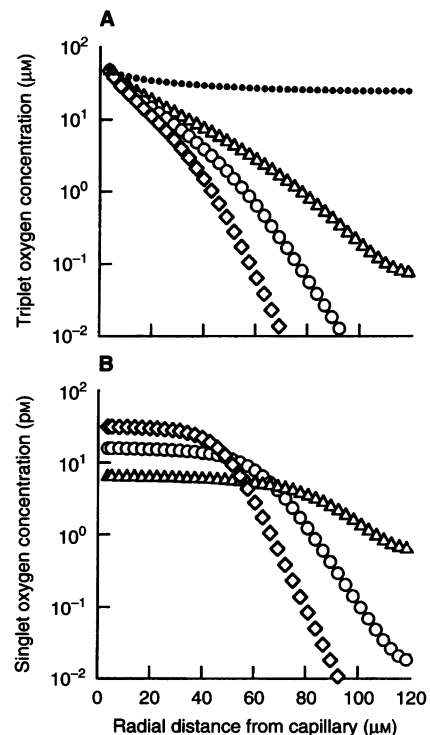 A
Triplet oxygen concentration (μM)
10²
10¹
10⁰
10⁻¹
10⁻²
B
Singlet oxygen concentration (pM)
10²
10¹
10⁰
10⁻¹
10⁻²
0 20 40 60 80 100 120
Radial distance from capillary (μM)